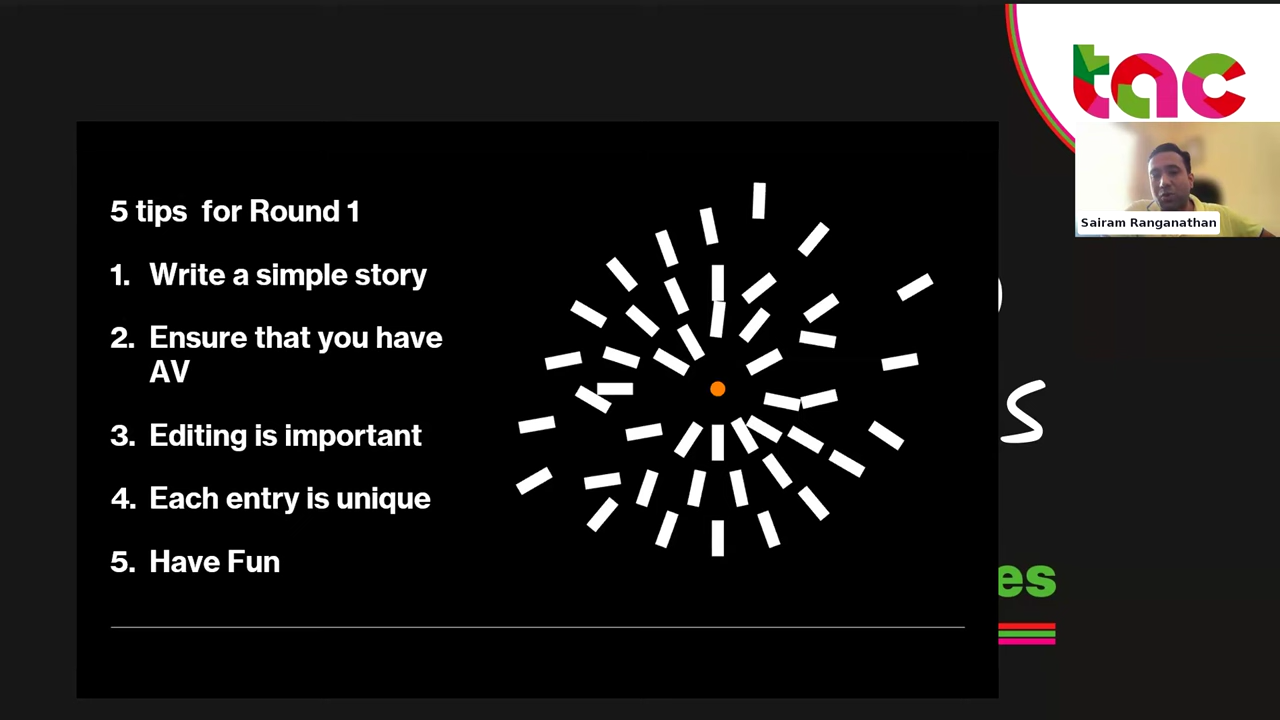 tac
Sairam Ranganathan
5 tips for Round 1
1. Write a simple story
2. Ensure that you have
AV
3. Editing is important
4. Each entry is unique
5. Have Fun
s
es